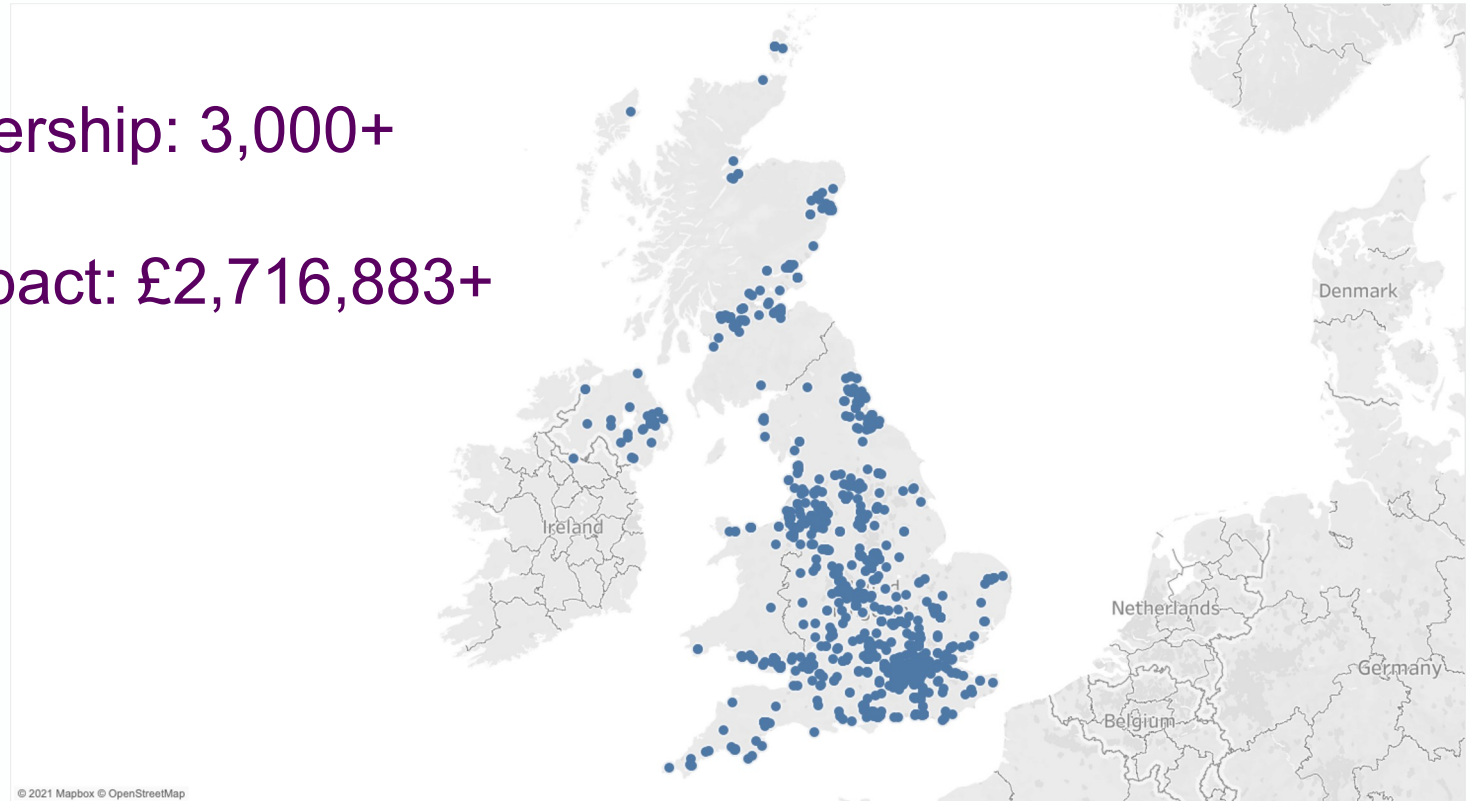 ership: 3,000+
pact: £2,716,883+
Denmark
Ireland
Netherlands
Germany
Belgium
© 2021 Mapbox © OpenStreetMap